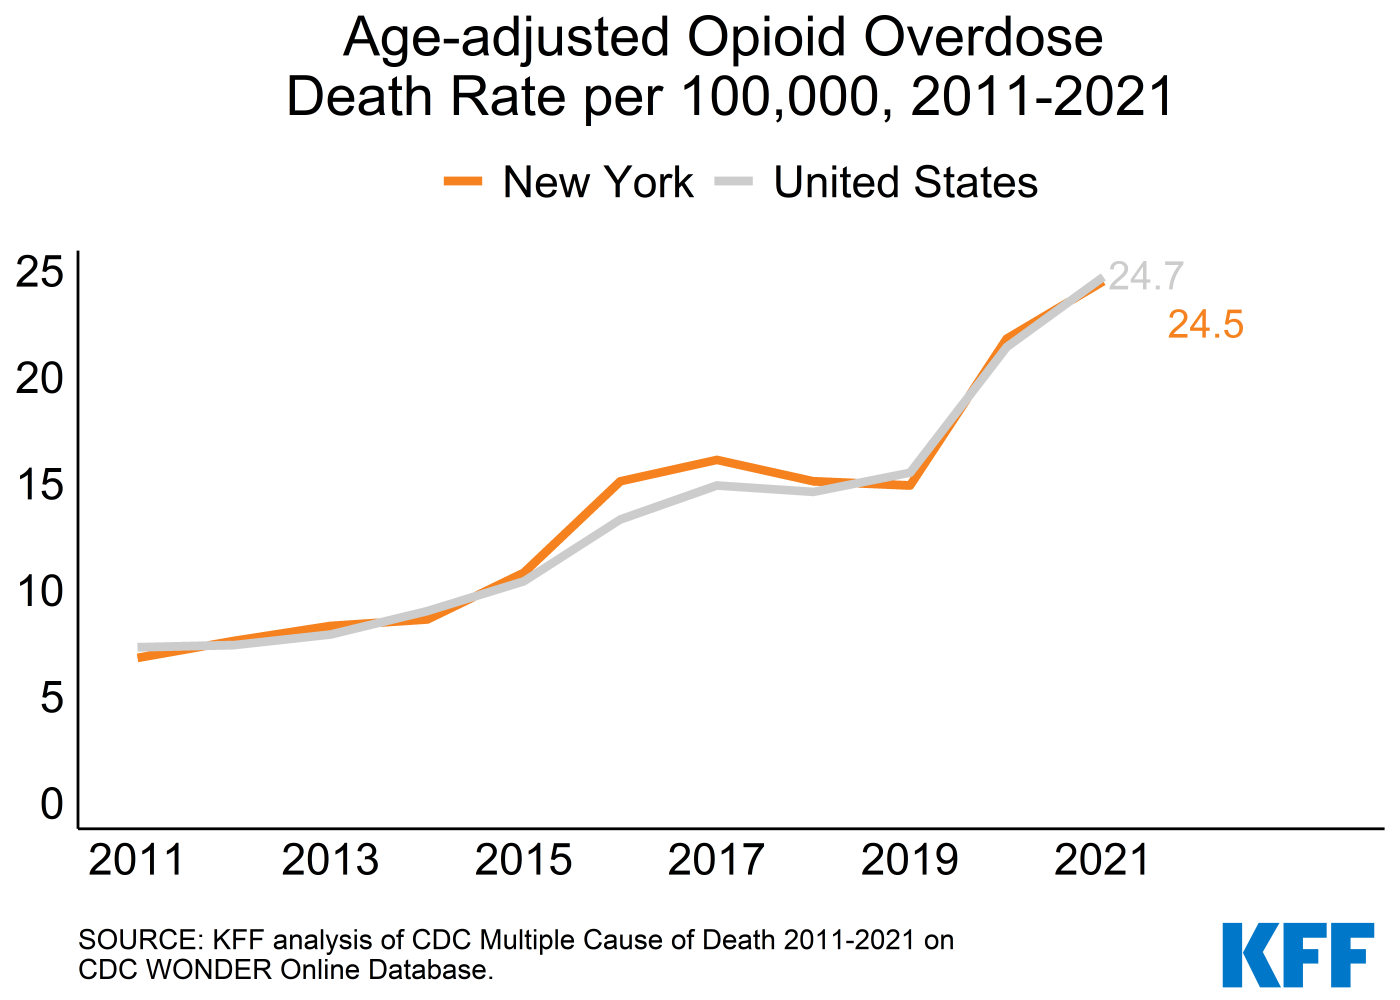 Age-adjusted Opioid Overdose
Death Rate per 100,000, 2011-2021
New York United States
25
24.7
24.5
20
15
10
5
0
2011 2013 2015 2017 2019 2021
SOURCE: KFF analysis of CDC Multiple Cause of Death 2011-2021 on
CDC WONDER Online Database.
KFF